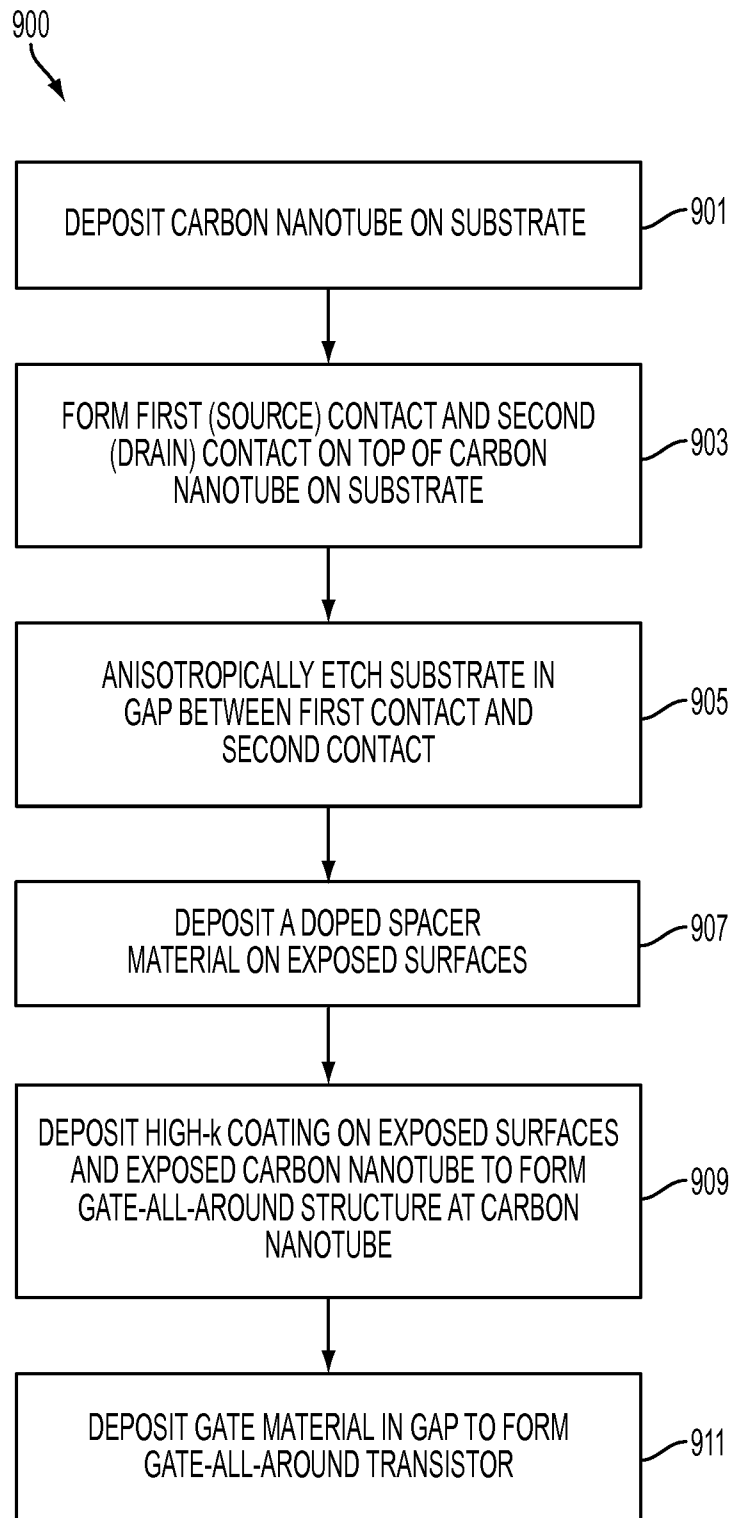 900
DEPOSIT CARBON NANOTUBE ON SUBSTRATE
901
FORM FIRST (SOURCE) CONTACT AND SECOND
(DRAIN) CONTACT ON TOP OF CARBON
NANOTUBE ON SUBSTRATE
903
ANISOTROPICALLY ETCH SUBSTRATE IN
GAP BETWEEN FIRST CONTACT AND
SECOND CONTACT
905
DEPOSIT A DOPED SPACER
MATERIAL ON EXPOSED SURFACES
907
DEPOSIT HIGH-k COATING ON EXPOSED SURFACES
AND EXPOSED CARBON NANOTUBE TO FORM
GATE-ALL-AROUND STRUCTURE AT CARBON
NANOTUBE
909
DEPOSIT GATE MATERIAL IN GAP TO FORM
GATE-ALL-AROUND TRANSISTOR
911